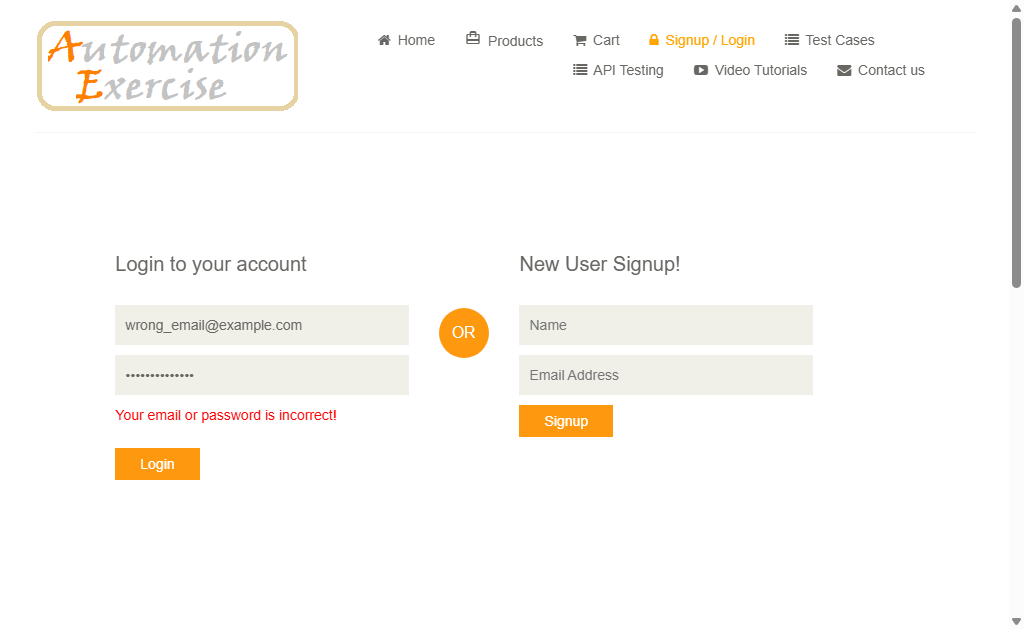 Automation
Exercise
Home Products Cart Signup / Login Test Cases
API Testing Video Tutorials Contact us
Login to your account
wrong_email@example.com
••••••••••••••
Your email or password is incorrect!
Login
OR
New User Signup!
Name
Email Address
Signup